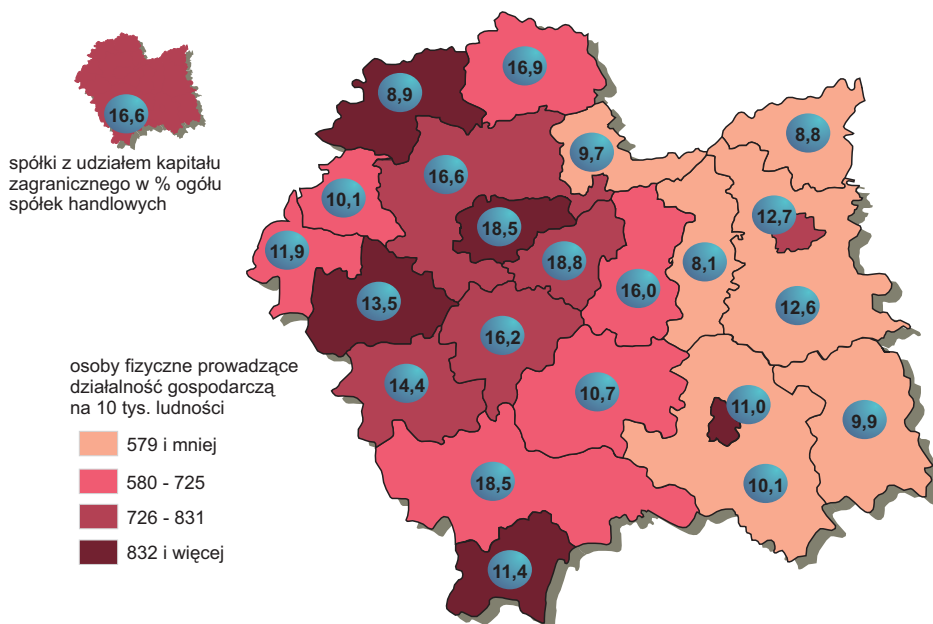 16,6
spółki z udziałem kapitału
zagranicznego w % ogółu
spółek handlowych
osoby fizyczne prowadzące
działalność gospodarczą
na 10 tys. ludności
579 i mniej
580 - 725
726 - 831
832 i więcej
16,9
8,9
8,8
9,7
16,6
10,1
12,7
18,5
11,9
18,8
8,1
16,0
13,5
12,6
16,2
14,4
10,7
11,0
9,9
18,5
10,1
11,4